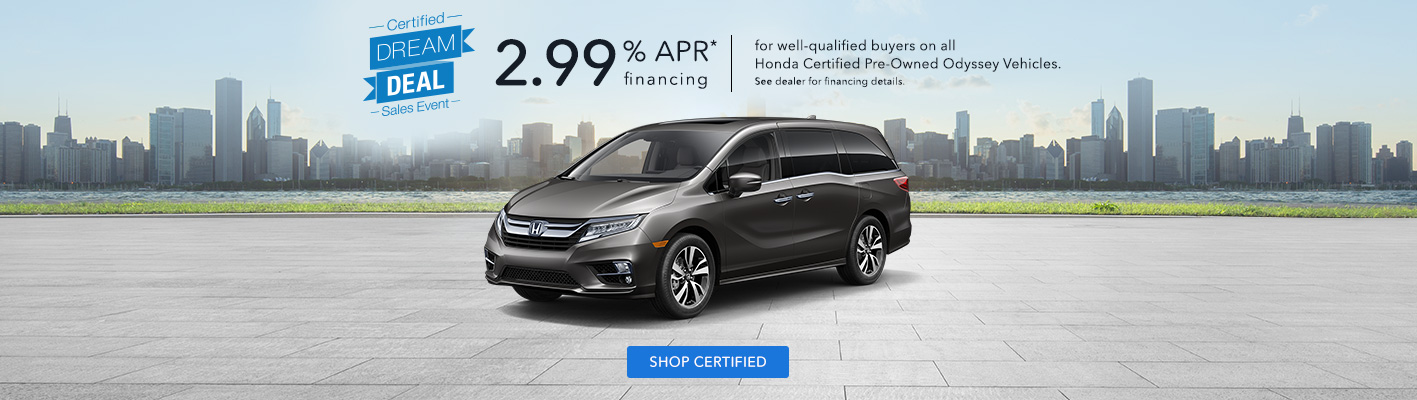 Certified
DREAM
DEAL
Sales Event
2.99% APR*
financing
for well-qualified buyers on all
Honda Certified Pre-Owned Odyssey Vehicles.
See dealer for financing details.
SHOP CERTIFIED